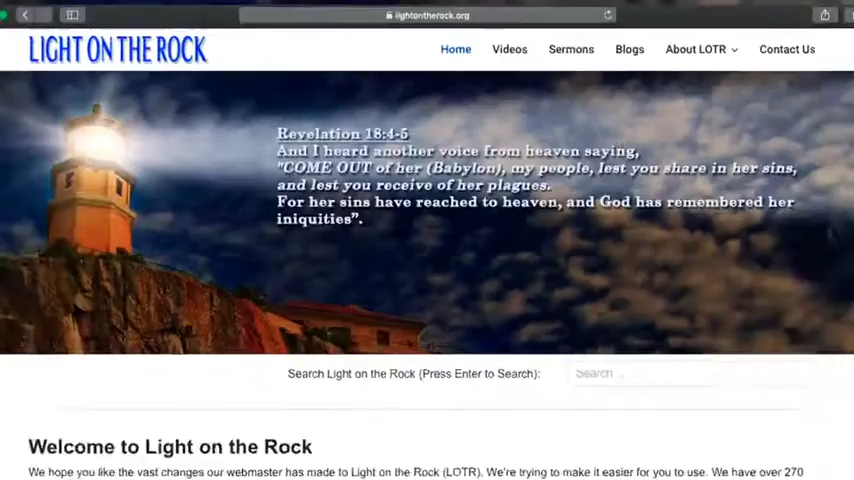 lightontherock.org
LIGHT ON THE ROCK
Home Videos Sermons Blogs About LOTR Contact Us
Revelation 18:4-5
And I heard another voice from heaven saying,
"COME OUT of her (Babylon), my people, lest you share in her sins,
and lest you receive of her plagues.
For her sins have reached to heaven, and God has remembered her
iniquities".
Search Light on the Rock (Press Enter to Search):
Search ...
Welcome to Light on the Rock
We hope you like the vast changes our webmaster has made to Light on the Rock (LOTR). We're trying to make it easier for you to use. We have over 270